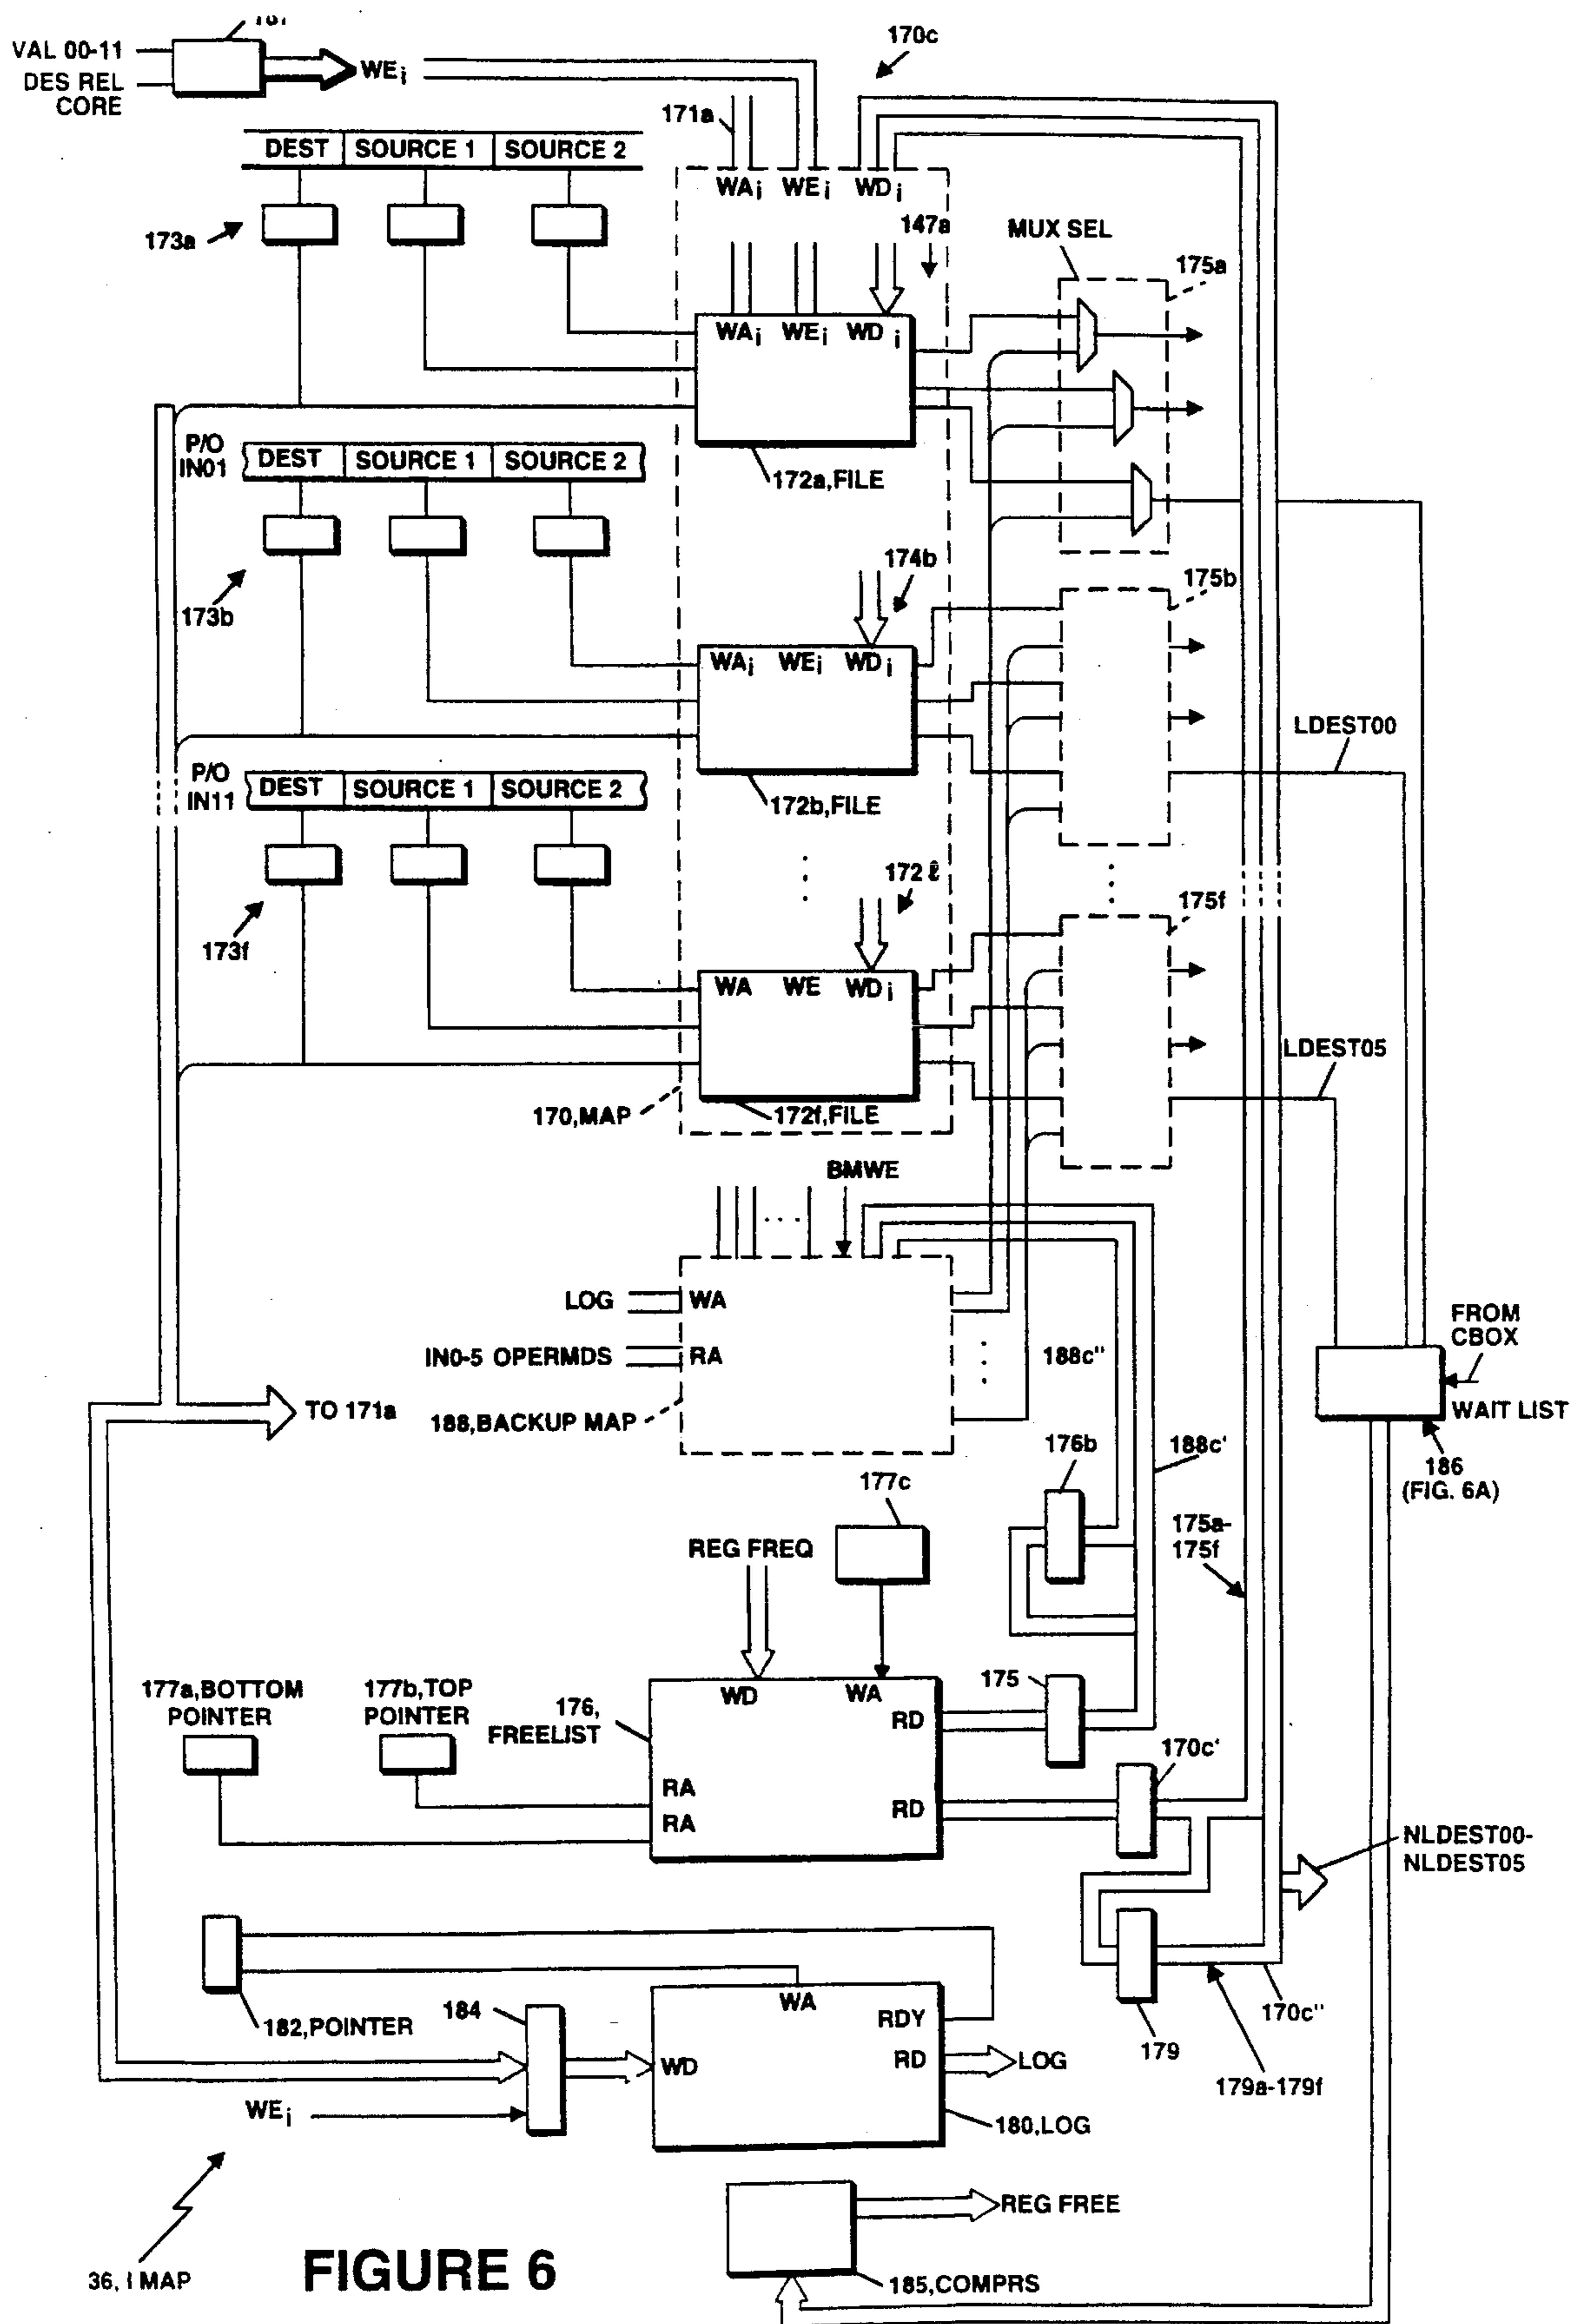 VAL 00-11
DES REL
CORE
WEi
170c
171a
DEST SOURCE 1 SOURCE 2
WAi WEi WDi
173a
147a
MUX SEL
175a
WAi WEi WDi
P/O
IN01
DEST SOURCE 1 SOURCE 2
172a,FILE
173b
174b
175b
WAi WEi WDi
LDEST00
P/O
IN11
DEST SOURCE 1 SOURCE 2
172b,FILE
172ℓ
175f
173f
WA WE WDi
LDEST05
170,MAP
172f,FILE
BMWE
LOG
WA
IN0-5 OPERMDS
RA
188c"
FROM
CBOX
WAIT LIST
TO 171a
188,BACKUP MAP
176b
188c'
186
(FIG. 6A)
177c
REG FREQ
175a-
175f
177a,BOTTOM
POINTER
177b,TOP
POINTER
176,
FREELIST
WD
WA
RD
175
170c'
RA
RA
RD
NLDEST00-
NLDEST05
182,POINTER
184
WA
RDY
RD
LOG
WD
179
170c"
179a-179f
WEi
180,LOG
REG FREE
36, I MAP
FIGURE 6
185,COMPRS